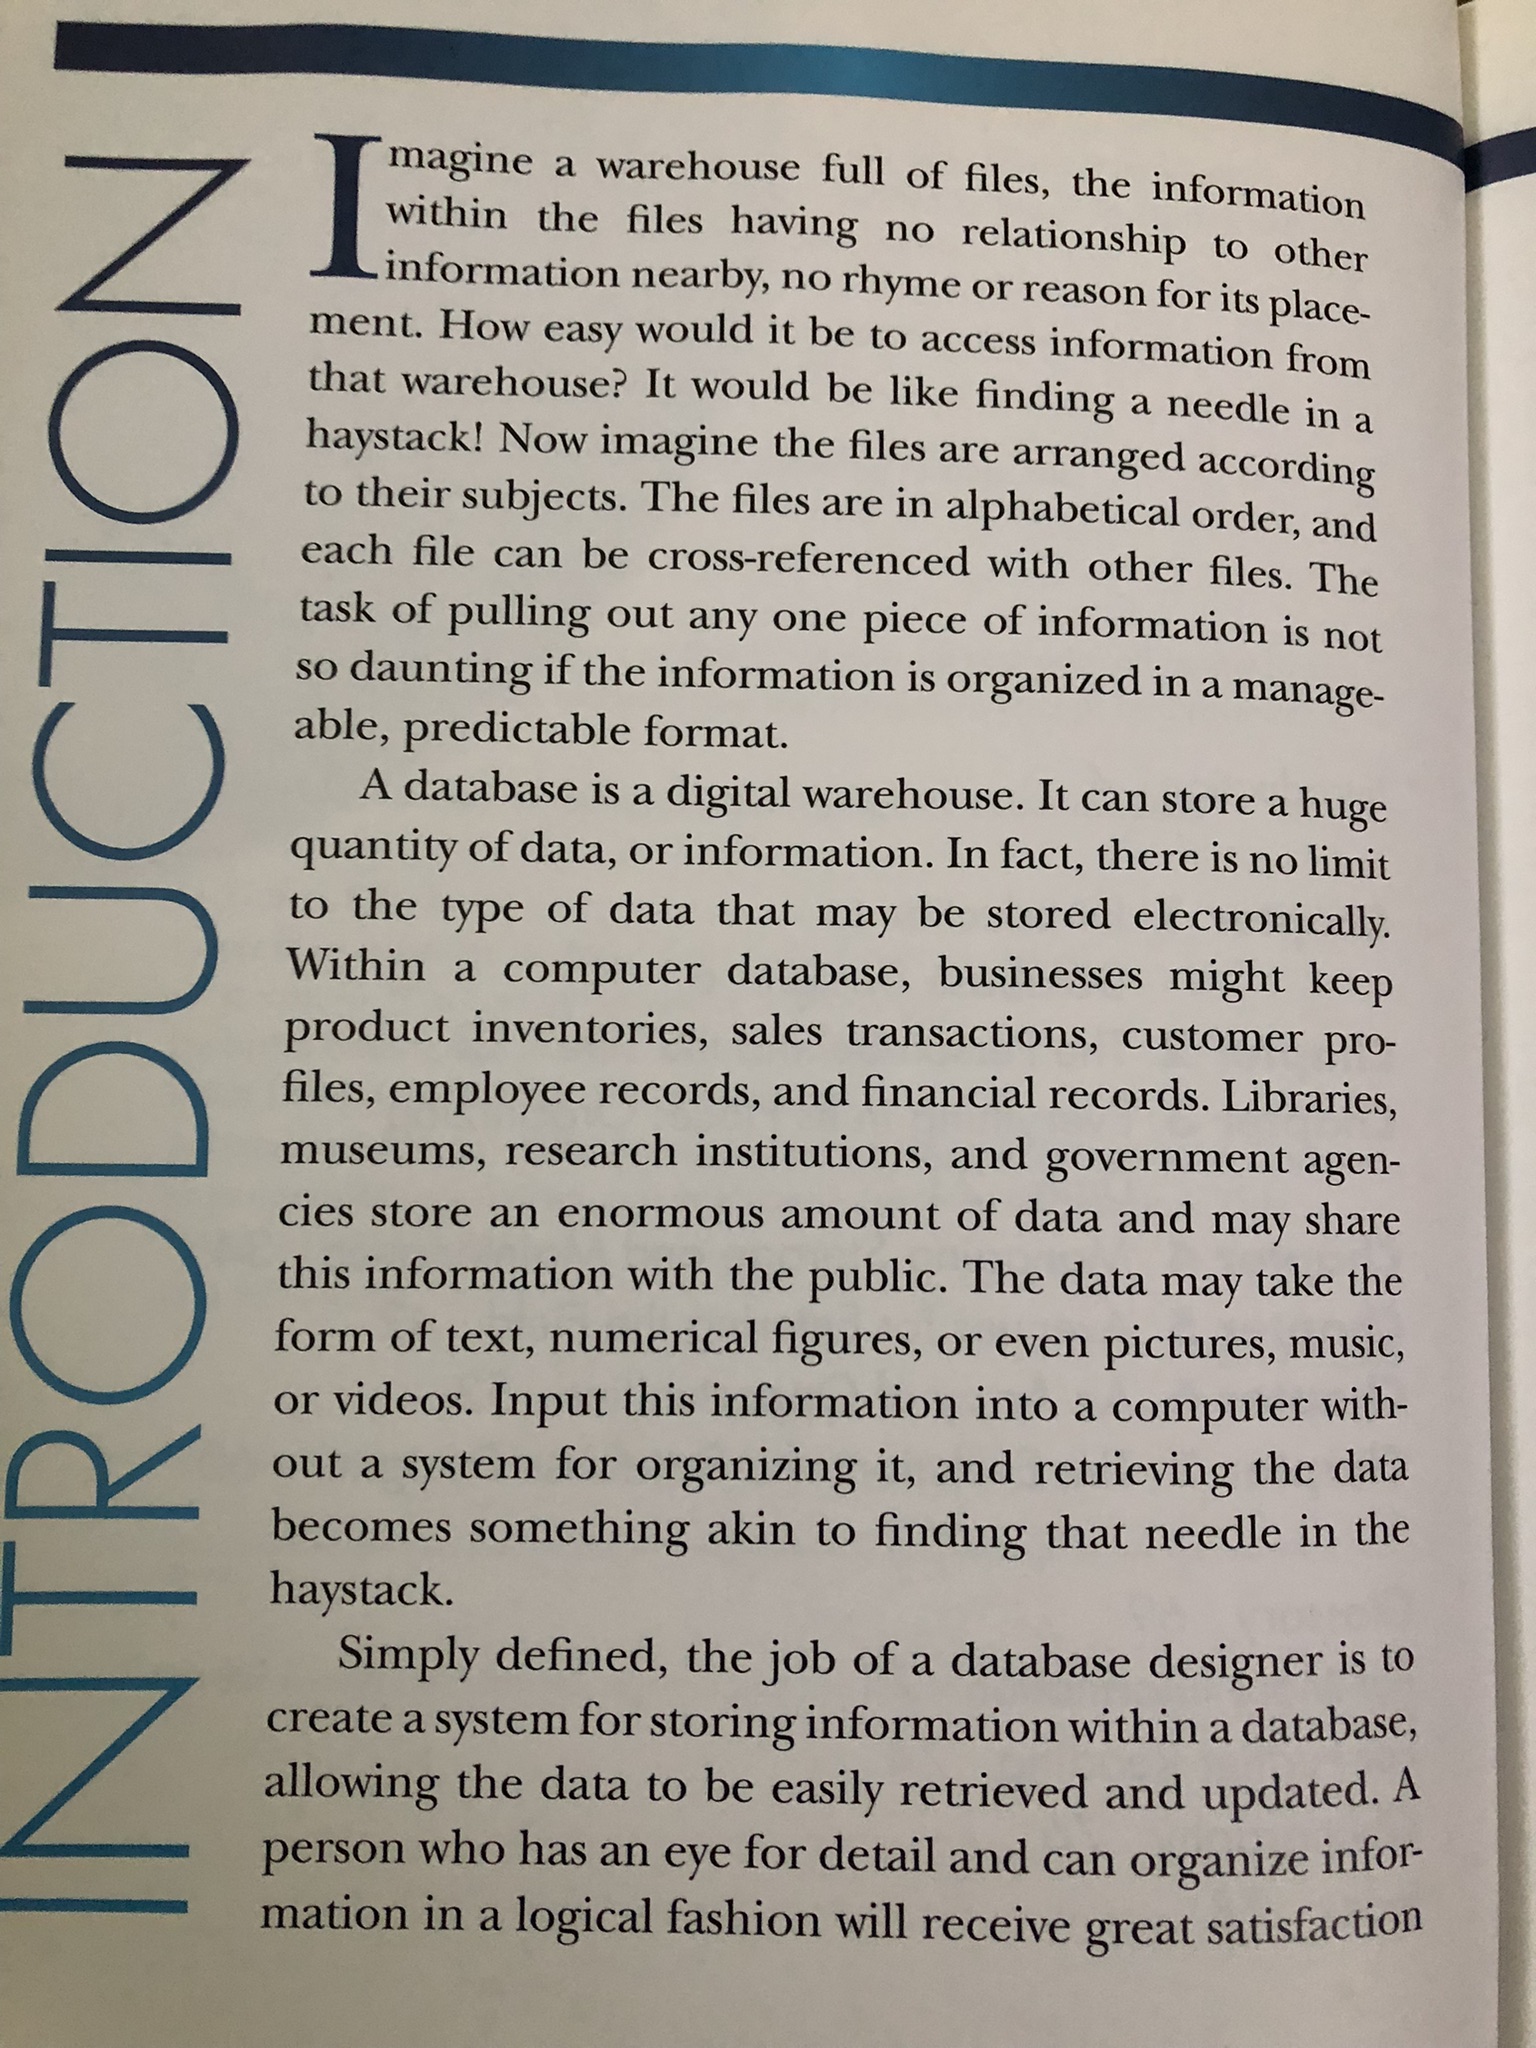 INTRODUCTION
Imagine a warehouse full of files, the information
within the files having no relationship to other
information nearby, no rhyme or reason for its place-
ment. How easy would it be to access information from
that warehouse? It would be like finding a needle in a
haystack! Now imagine the files are arranged according
to their subjects. The files are in alphabetical order, and
each file can be cross-referenced with other files. The
task of pulling out any one piece of information is not
so daunting if the information is organized in a manage-
able, predictable format.
A database is a digital warehouse. It can store a huge
quantity of data, or information. In fact, there is no limit
to the type of data that may be stored electronically.
Within a computer database, businesses might keep
product inventories, sales transactions, customer pro-
files, employee records, and financial records. Libraries,
museums, research institutions, and government agen-
cies store an enormous amount of data and may share
this information with the public. The data may take the
form of text, numerical figures, or even pictures, music,
or videos. Input this information into a computer with-
out a system for organizing it, and retrieving the data
becomes something akin to finding that needle in the
haystack.
Simply defined, the job of a database designer is to
create a system for storing information within a database,
allowing the data to be easily retrieved and updated. A
person who has an eye for detail and can organize infor-
mation in a logical fashion will receive great satisfaction